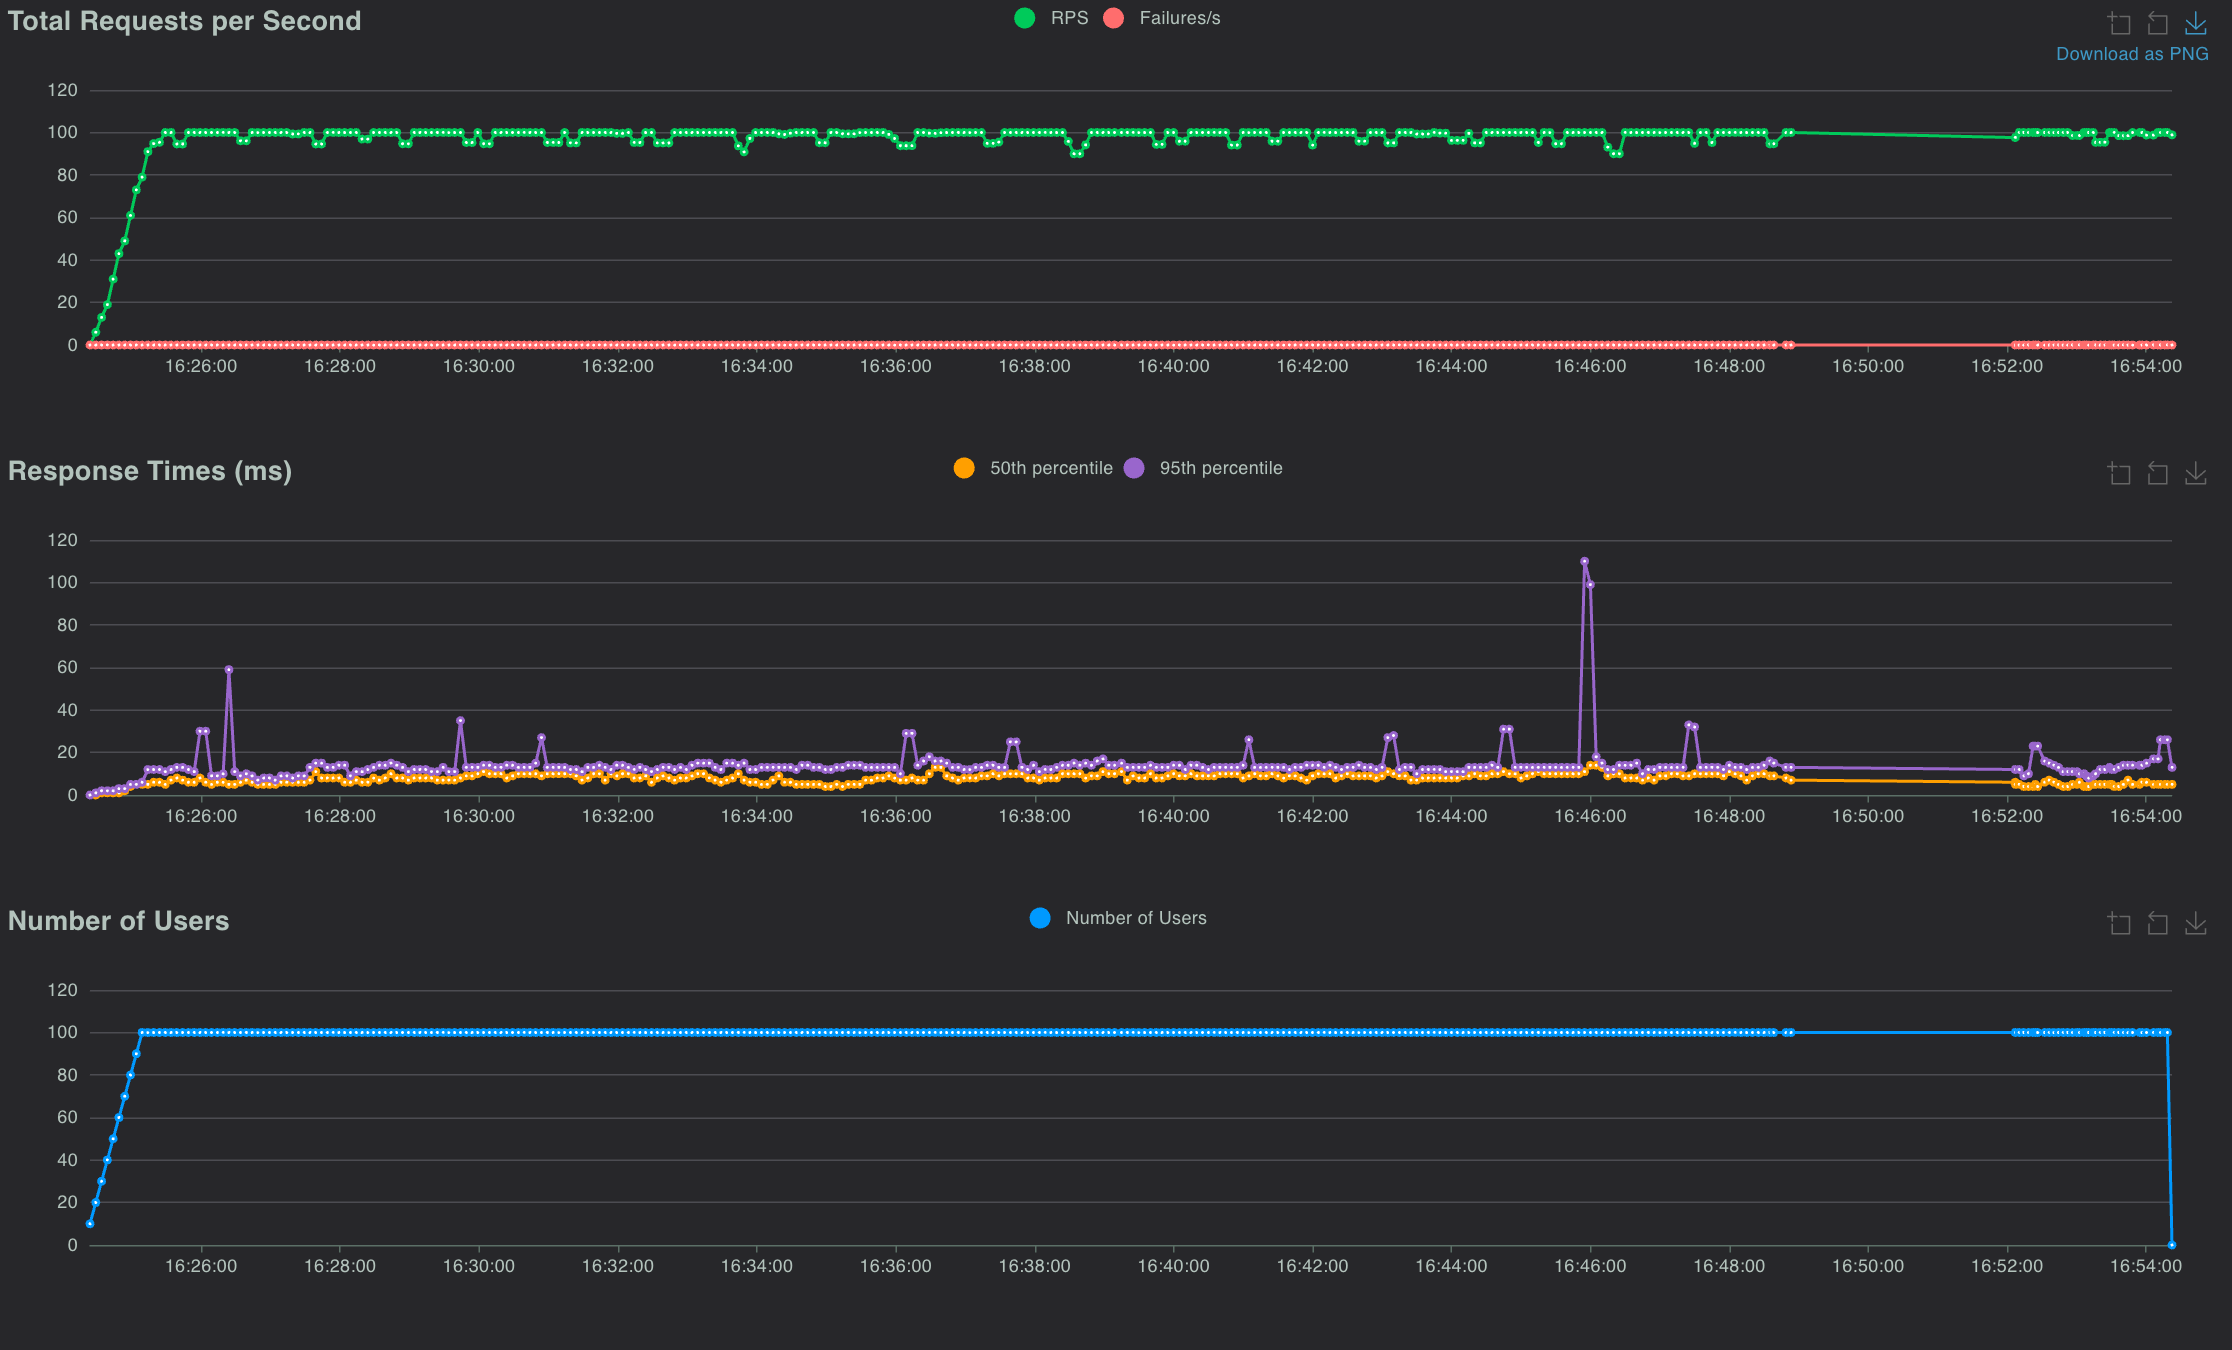 Total Requests per Second
RPS Failures/s
Download as PNG
120
100
80
60
40
20
0
16:26:00 16:28:00 16:30:00 16:32:00 16:34:00 16:36:00 16:38:00 16:40:00 16:42:00 16:44:00 16:46:00 16:48:00 16:50:00 16:52:00 16:54:00
Response Times (ms)
50th percentile 95th percentile
120
100
80
60
40
20
0
16:26:00 16:28:00 16:30:00 16:32:00 16:34:00 16:36:00 16:38:00 16:40:00 16:42:00 16:44:00 16:46:00 16:48:00 16:50:00 16:52:00 16:54:00
Number of Users
Number of Users
120
100
80
60
40
20
0
16:26:00 16:28:00 16:30:00 16:32:00 16:34:00 16:36:00 16:38:00 16:40:00 16:42:00 16:44:00 16:46:00 16:48:00 16:50:00 16:52:00 16:54:00